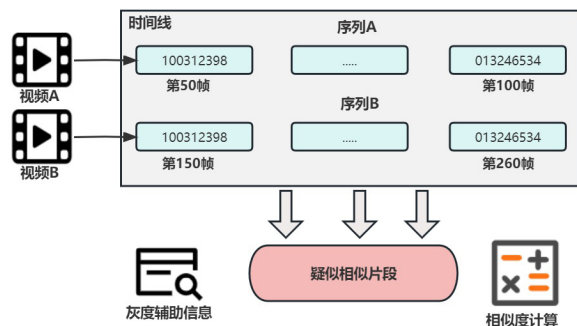 时间线
序列A
100312398
.....
013246534
视频A
第50帧
第100帧
序列B
100312398
.....
013246534
视频B
第150帧
第260帧
疑似相似片段
灰度辅助信息
相似度计算